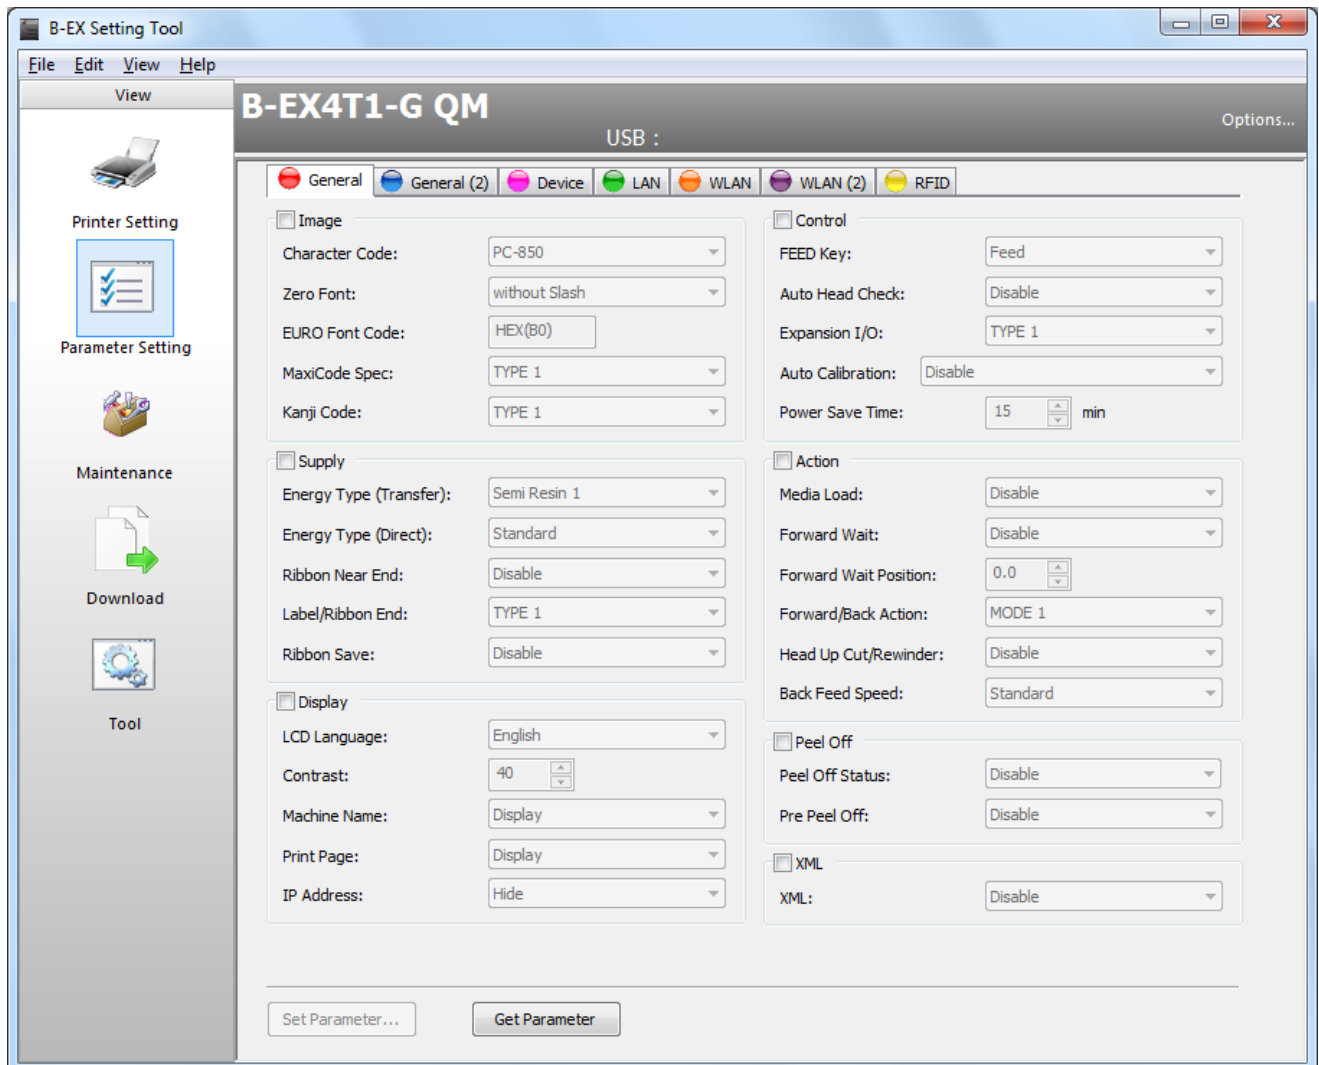 B-EX Setting Tool
File Edit View Help
View
Printer Setting
Parameter Setting
Maintenance
Download
Tool
B-EX4T1-G QM
USB :
Options...
General General (2) Device LAN WLAN WLAN (2) RFID
Image
Character Code: PC-850
Zero Font: without Slash
EURO Font Code: HEX(B0)
MaxiCode Spec: TYPE 1
Kanji Code: TYPE 1
Supply
Energy Type (Transfer): Semi Resin 1
Energy Type (Direct): Standard
Ribbon Near End: Disable
Label/Ribbon End: TYPE 1
Ribbon Save: Disable
Display
LCD Language: English
Contrast: 40
Machine Name: Display
Print Page: Display
IP Address: Hide
Control
FEED Key: Feed
Auto Head Check: Disable
Expansion I/O: TYPE 1
Auto Calibration: Disable
Power Save Time: 15 min
Action
Media Load: Disable
Forward Wait: Disable
Forward Wait Position: 0.0
Forward/Back Action: MODE 1
Head Up Cut/Rewinder: Disable
Back Feed Speed: Standard
Peel Off
Peel Off Status: Disable
Pre Peel Off: Disable
XML
XML: Disable
Set Parameter... Get Parameter